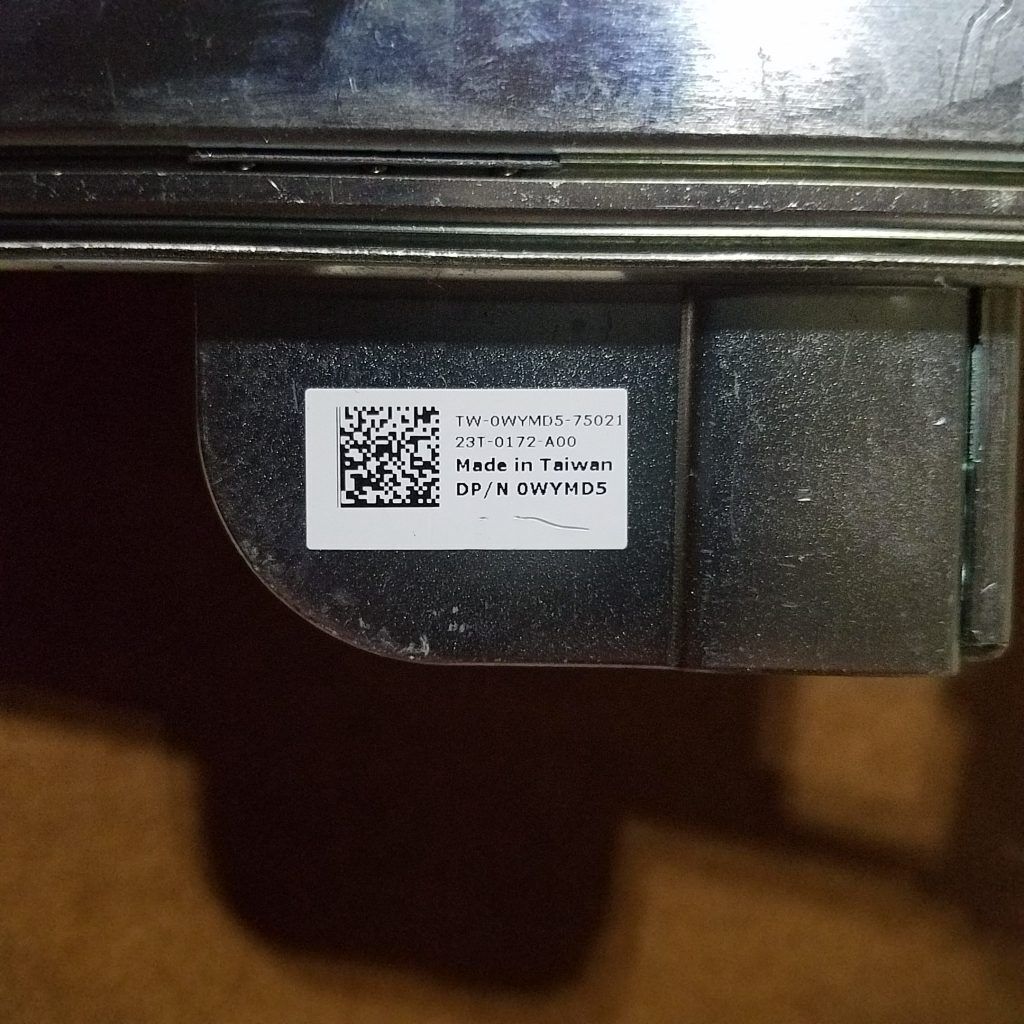 TW-0WYMD5-75021
23T-0172-A00
Made in Taiwan
DP/N 0WYMD5